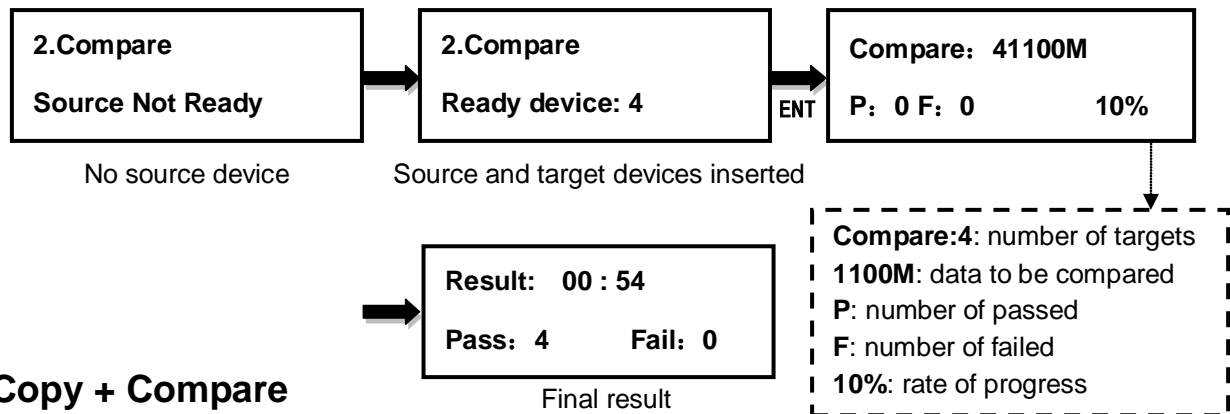 2.Compare
Source Not Ready
No source device
2.Compare
Ready device: 4
Source and target devices inserted
ENT
Compare：41100M
P：0 F：0 10%
Compare:4: number of targets
1100M: data to be compared
P: number of passed
F: number of failed
10%: rate of progress
Result: 00 : 54
Pass：4 Fail：0
Final result
Copy + Compare